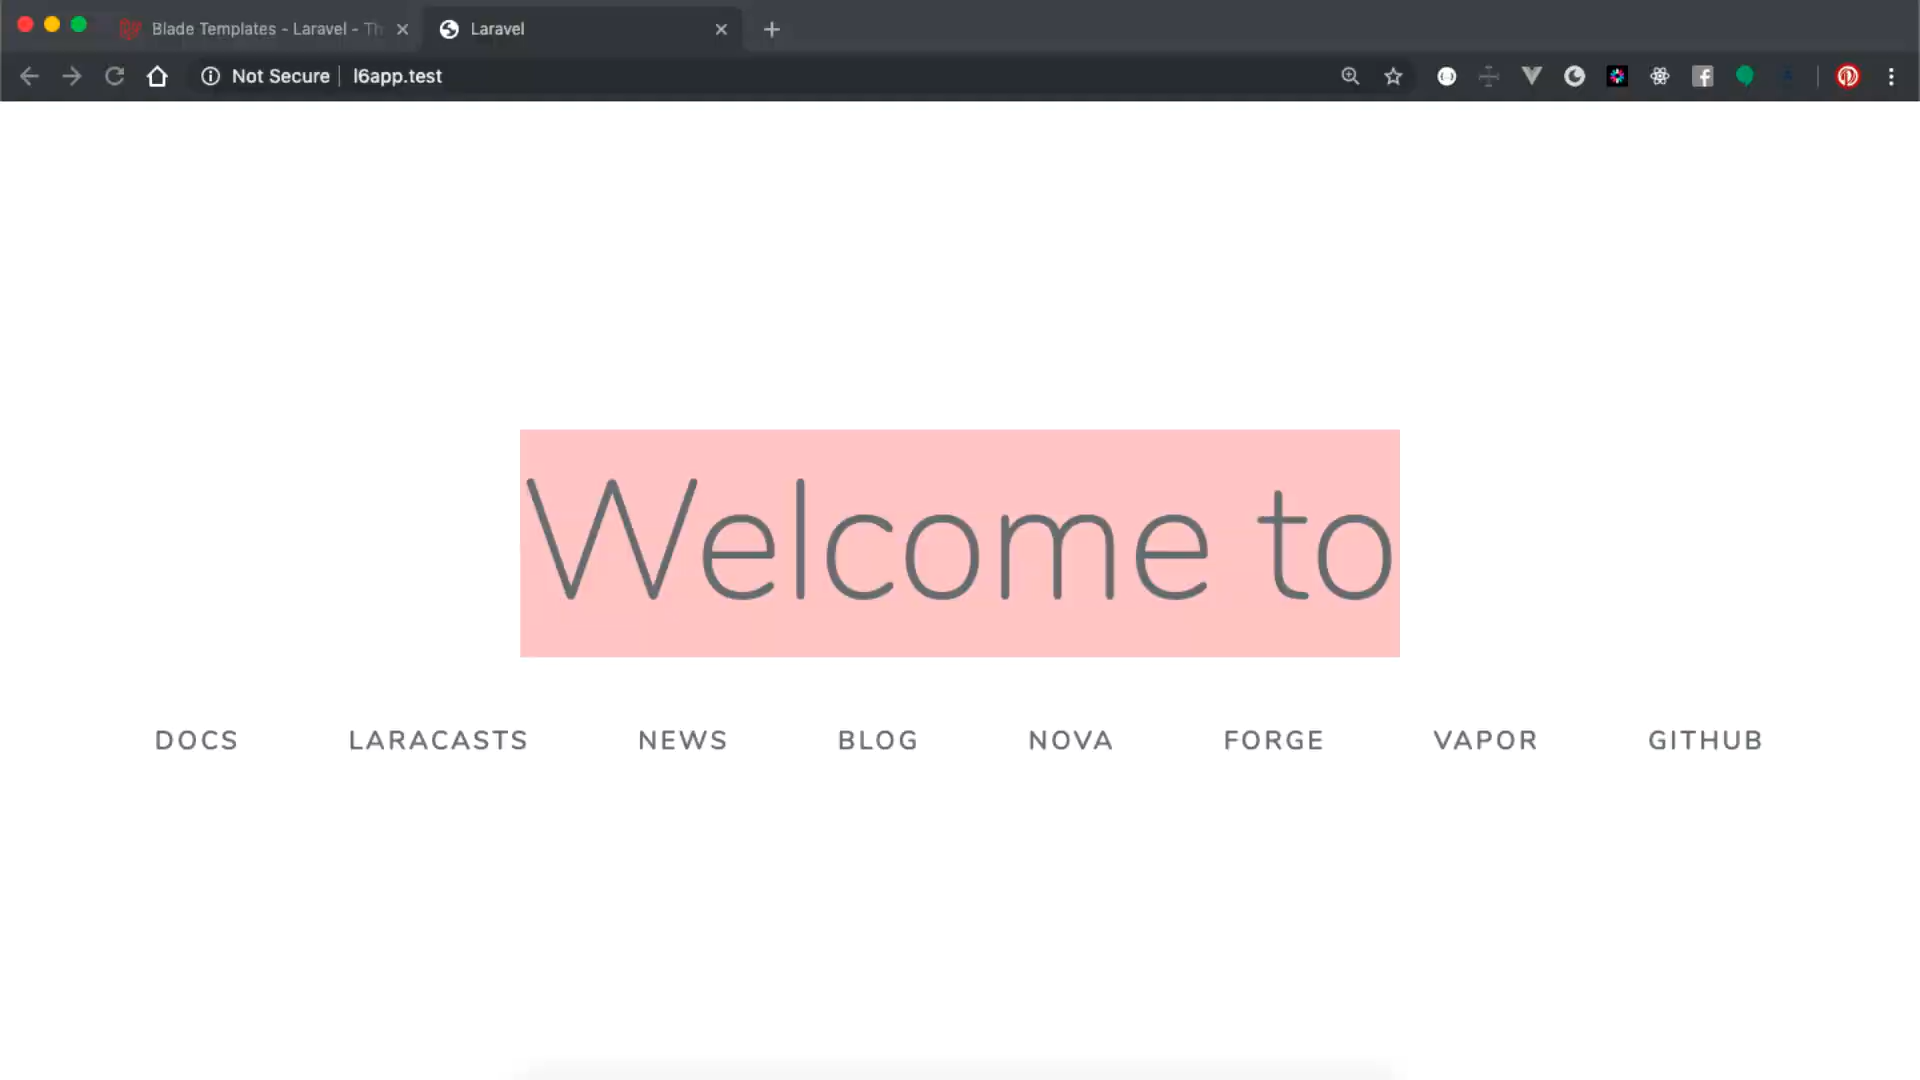 Blade Templates - Laravel - Th
Laravel
Not Secure
l6app.test
Welcome to
DOCS
LARACASTS
NEWS
BLOG
NOVA
FORGE
VAPOR
GITHUB